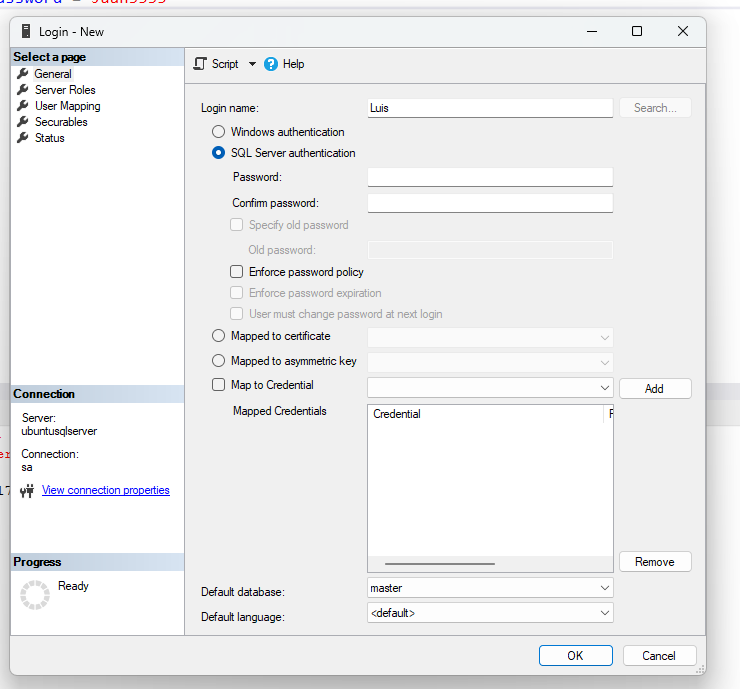 assword =
Login - New
Select a page
General
Server Roles
User Mapping
Securables
Status
Script
Help
Login name:
Luis
Search...
Windows authentication
SQL Server authentication
Password:
Confirm password:
Specify old password
Old password:
Enforce password policy
Enforce password expiration
User must change password at next login
Mapped to certificate
Mapped to asymmetric key
Map to Credential
Add
Mapped Credentials
Credential
Remove
Default database:
master
Default language:
<default>
Connection
Server:
ubuntusqlserver
Connection:
sa
View connection properties
Progress
Ready
OK
Cancel